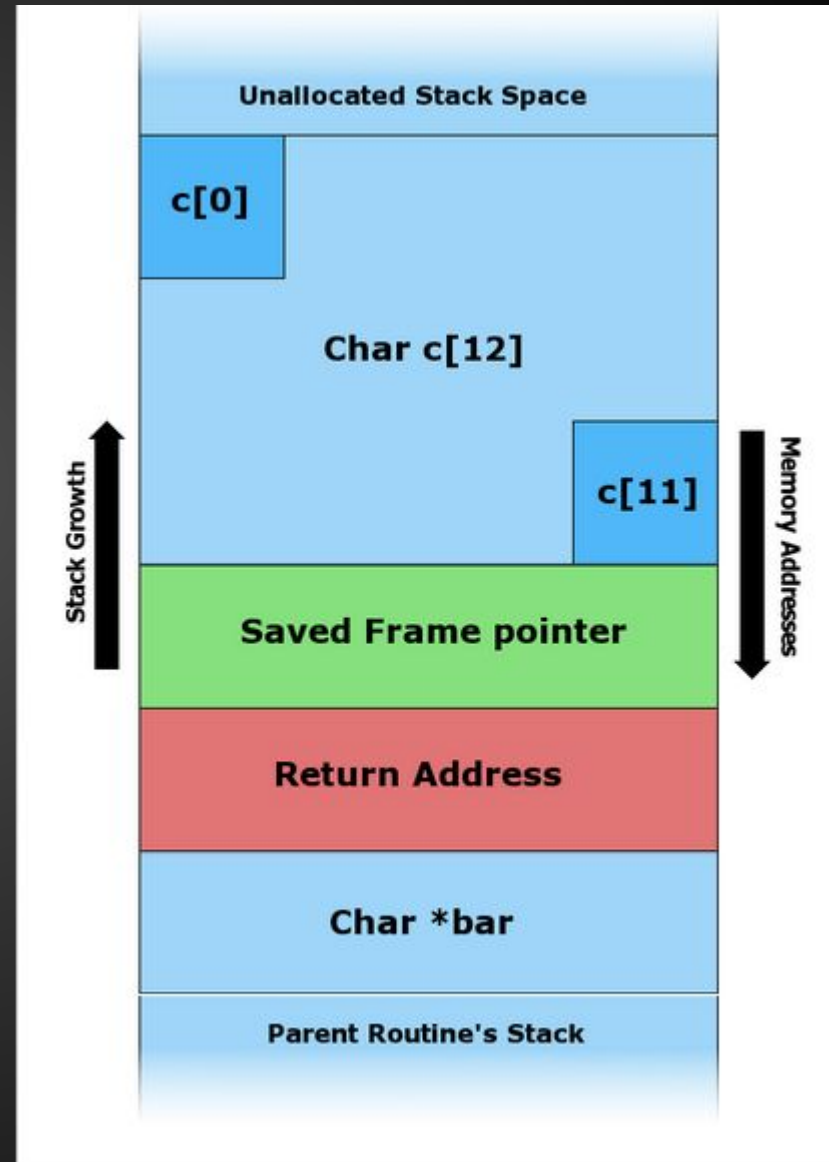 Unallocated Stack Space
c[0]
Char c[12]
c[11]
Stack Growth
Memory Addresses
Saved Frame pointer
Return Address
Char *bar
Parent Routine's Stack